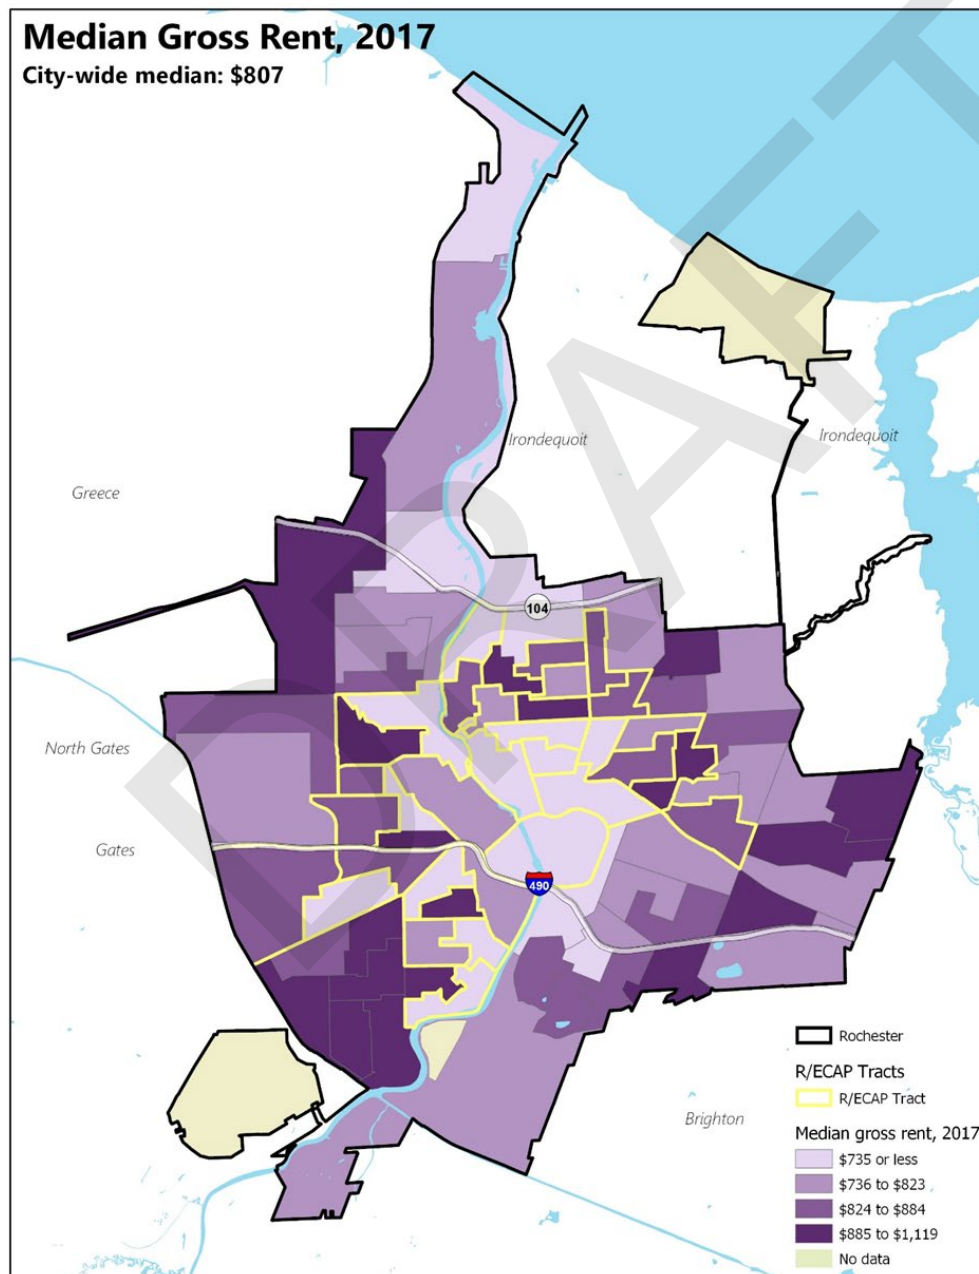 Median Gross Rent, 2017
City-wide median: $807
DRAFT
Irondequoit
Irondequoit
Greece
104
North Gates
Gates
490
Brighton
Rochester
R/ECAP Tracts
R/ECAP Tract
Median gross rent, 2017
$735 or less
$736 to $823
$824 to $884
$885 to $1,119
No data